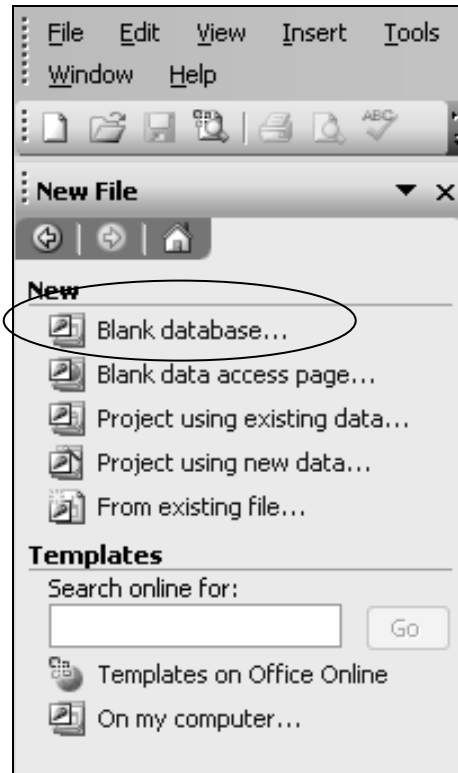 File Edit View Insert Tools
Window Help
ABC
New File
New
Blank database...
Blank data access page...
Project using existing data...
Project using new data...
From existing file...
Templates
Search online for:
Go
Templates on Office Online
On my computer...